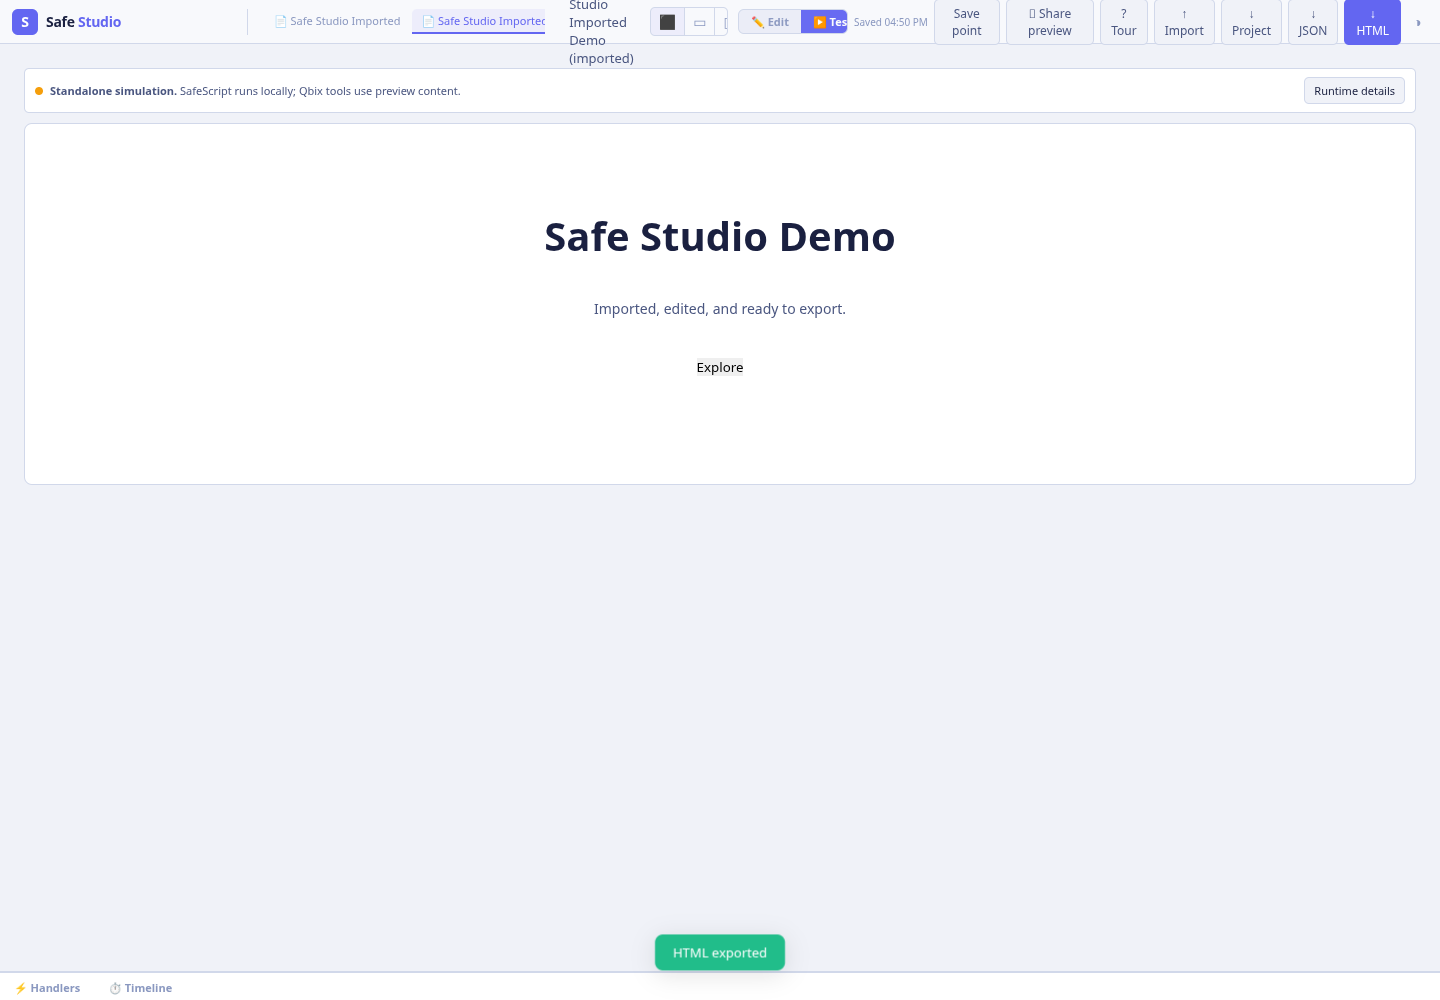 S Safe Studio
Safe Studio Imported
Safe Studio Imported
Studio
Imported
Demo
(imported)
Edit
Tes
Saved 04:50 PM
Save
point
Share
preview
?
Tour
↑
Import
↓
Project
↓
JSON
↓
HTML
Standalone simulation. SafeScript runs locally; Qbix tools use preview content.
Runtime details
Safe Studio Demo
Imported, edited, and ready to export.
Explore
HTML exported
Handlers
Timeline